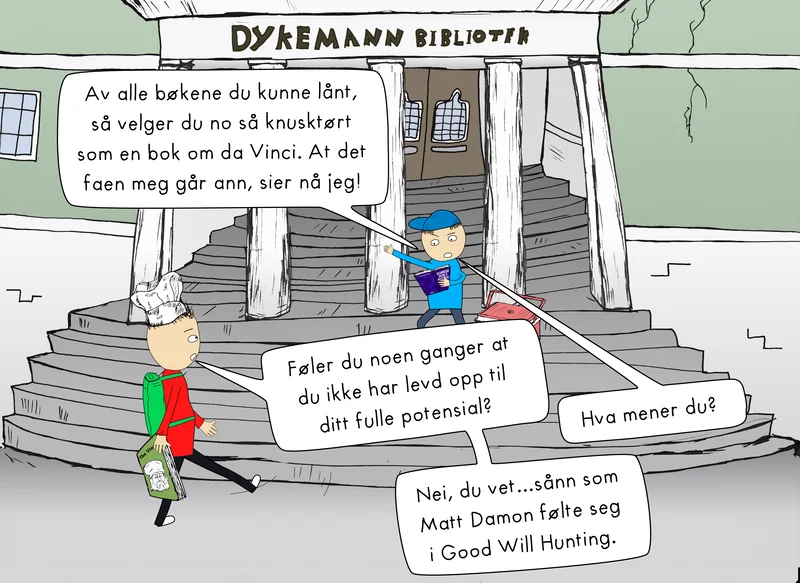 DYKEMANN BIBLIOTEK
Av alle bøkene du kunne lånt,
så velger du no så knusktørt
som en bok om da Vinci. At det
faen meg går ann, sier nå jeg!
Føler du noen ganger at
du ikke har levd opp til
ditt fulle potensial?
Hva mener du?
Nei, du vet...sånn som
Matt Damon følte seg
i Good Will Hunting.